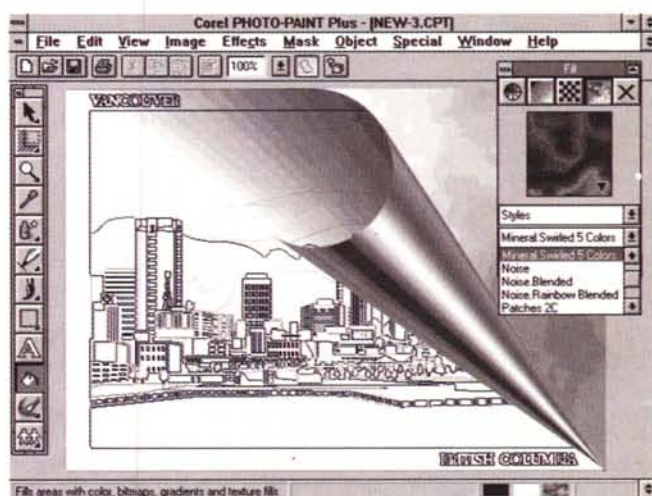 Corel PHOTO-PAINT Plus - [NEW-3.CPT]
File Edit View Image Effects Mask Object Special Window Help
100%
Fill
VANCOUVER
Styles
Mineral Swirled 5 Colors
Mineral Swirled 5 Colors
Noise
Noise.Blended
Noise.Rainbow Blended
Patches 2C
A
BRITISH COLUMBIA
Fills areas with color, bitmaps, gradients and texture fills